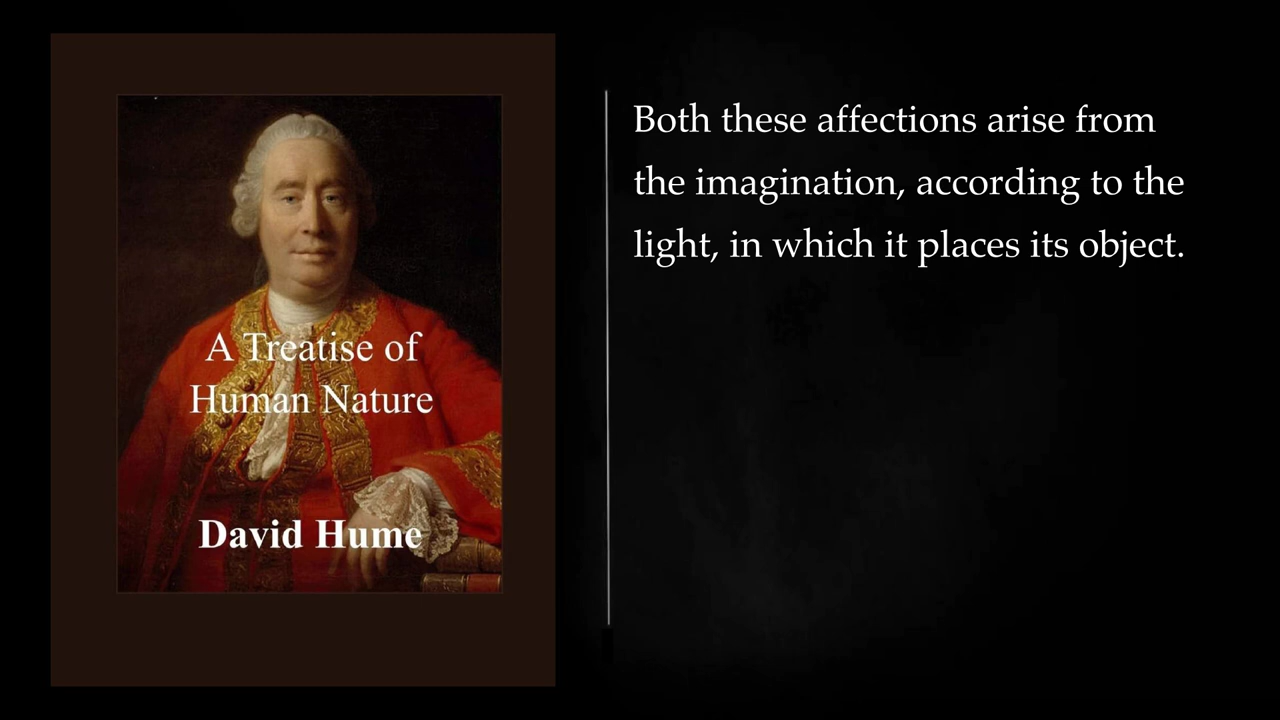 A Treatise of
Human Nature
David Hume
Both these affections arise from
the imagination, according to the
light, in which it places its object.